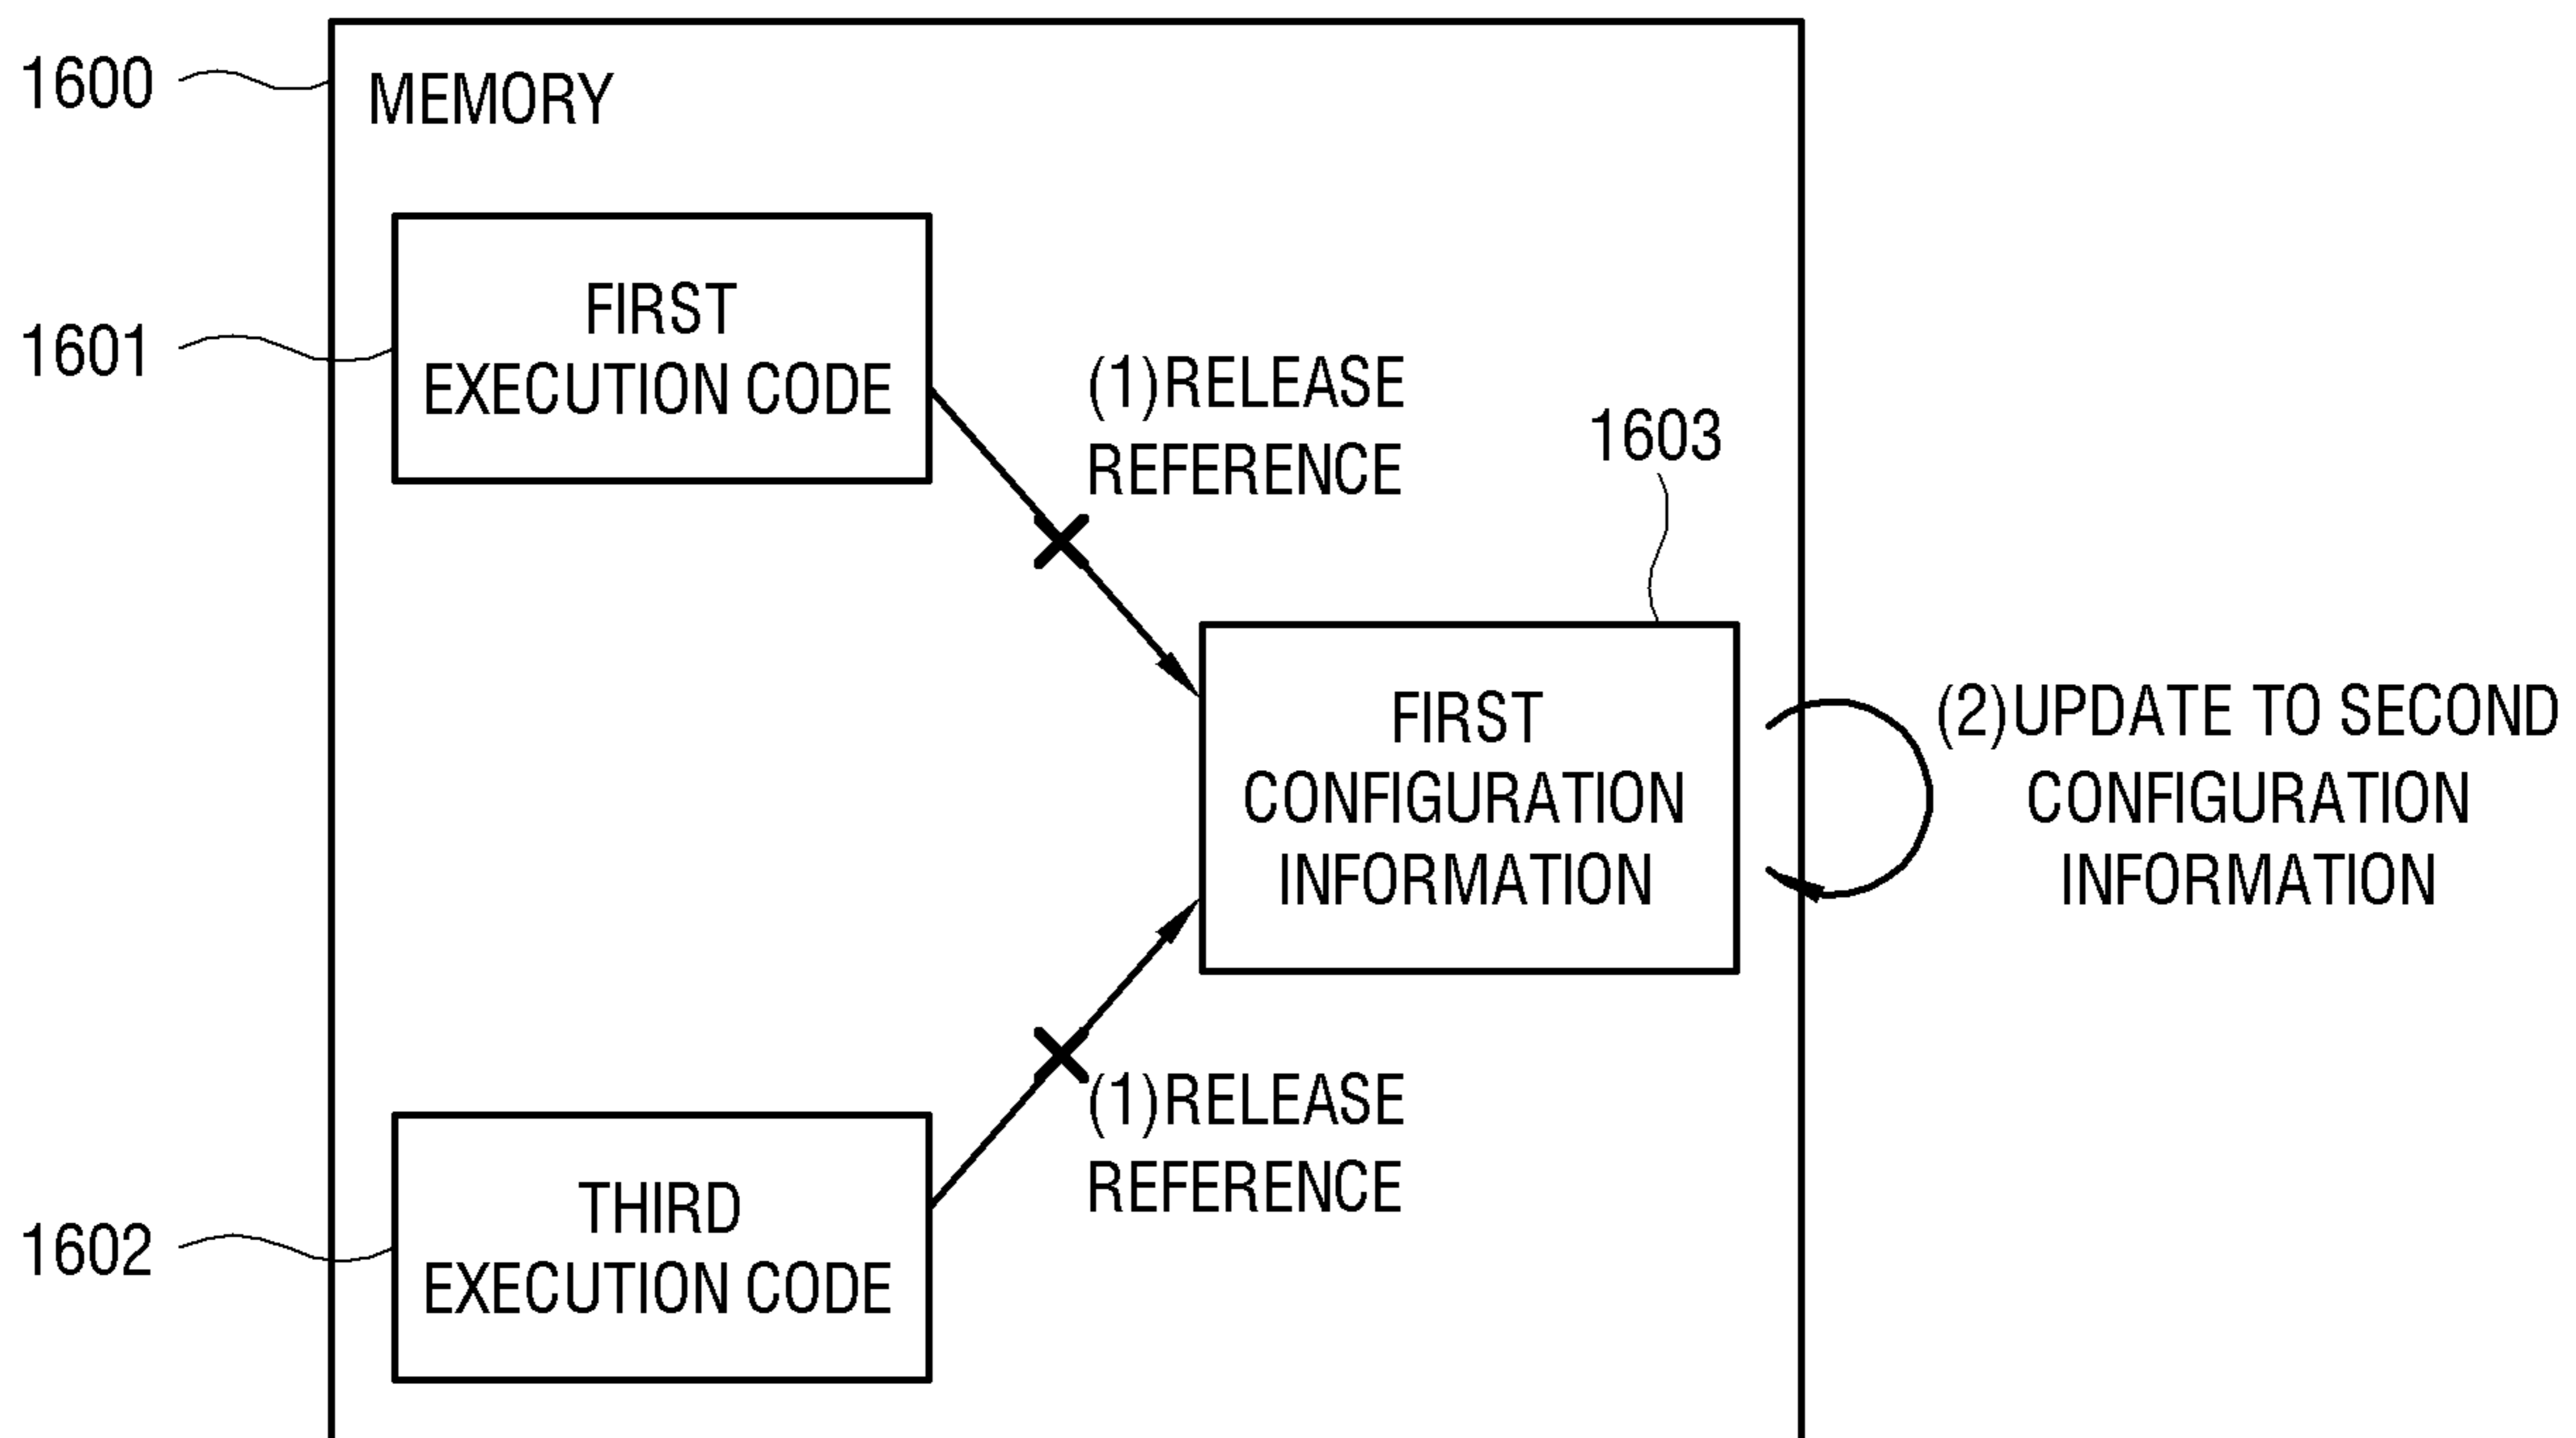 1600
MEMORY
1601
FIRST
EXECUTION CODE
(1)RELEASE
REFERENCE
1603
FIRST
CONFIGURATION
INFORMATION
(2)UPDATE TO SECOND
CONFIGURATION
INFORMATION
(1)RELEASE
REFERENCE
1602
THIRD
EXECUTION CODE